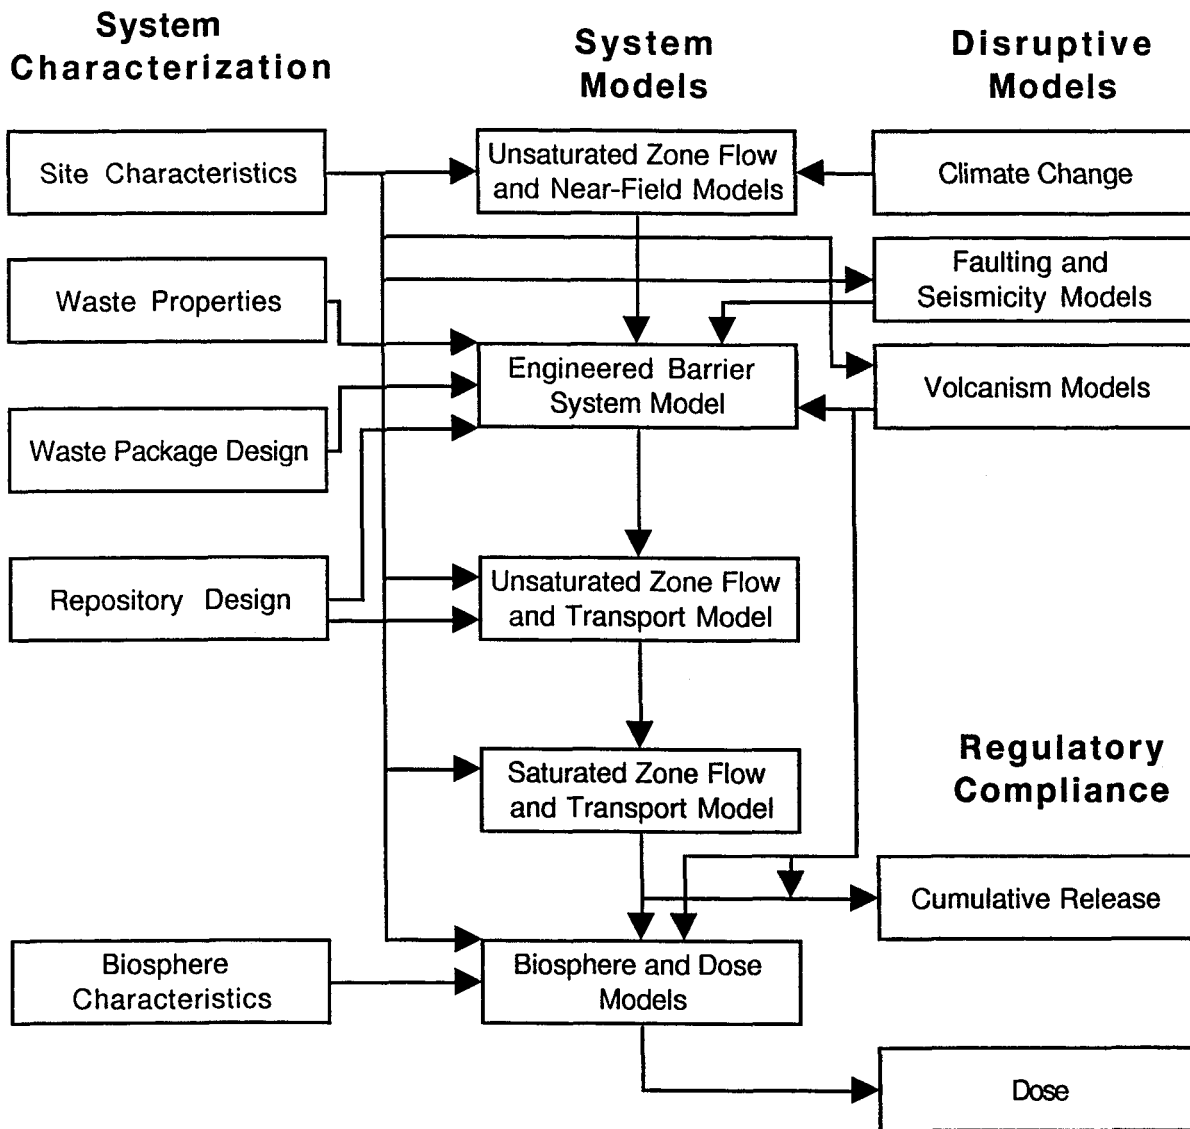 System
Characterization
System
Models
Disruptive
Models
Site Characteristics
Unsaturated Zone Flow
and Near-Field Models
Climate Change
Waste Properties
Faulting and
Seismicity Models
Engineered Barrier
System Model
Volcanism Models
Waste Package Design
Repository Design
Unsaturated Zone Flow
and Transport Model
Saturated Zone Flow
and Transport Model
Regulatory
Compliance
Cumulative Release
Biosphere
Characteristics
Biosphere and Dose
Models
Dose